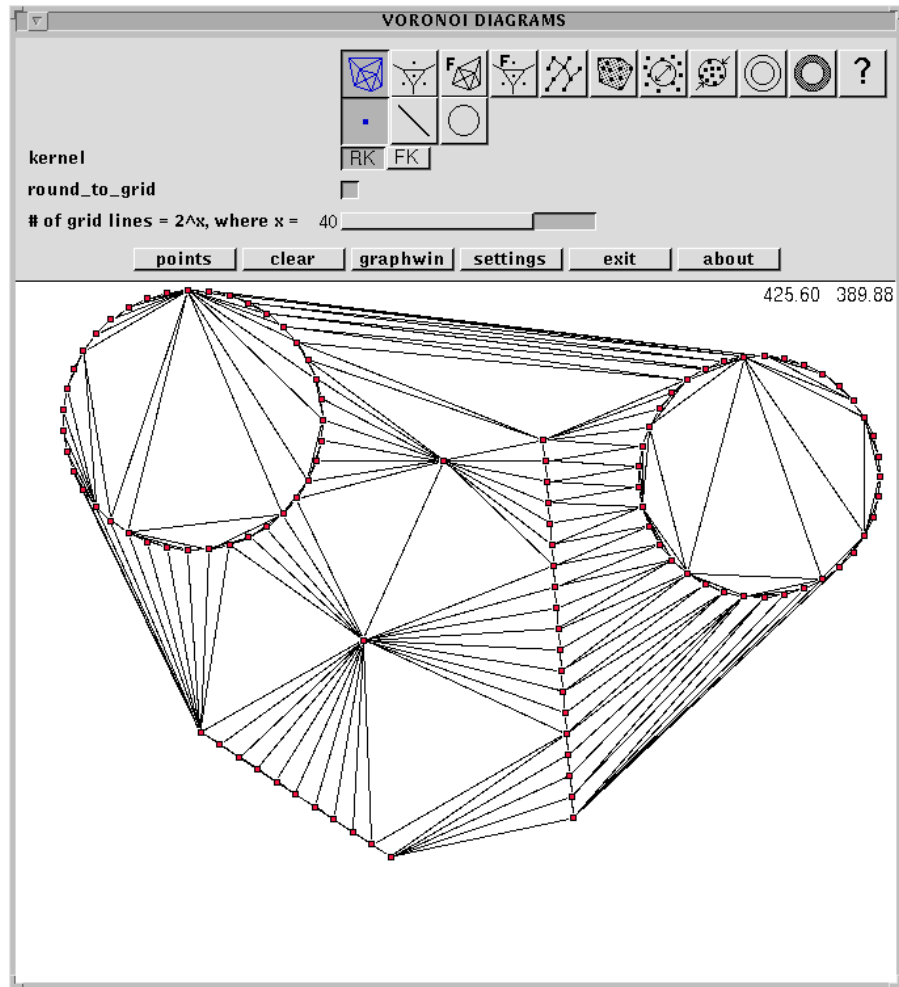 VORONOI DIAGRAMS
F F ?
kernel RK FK
round_to_grid
# of grid lines = 2^x, where x = 40
points clear graphwin settings exit about
425.60 389.88